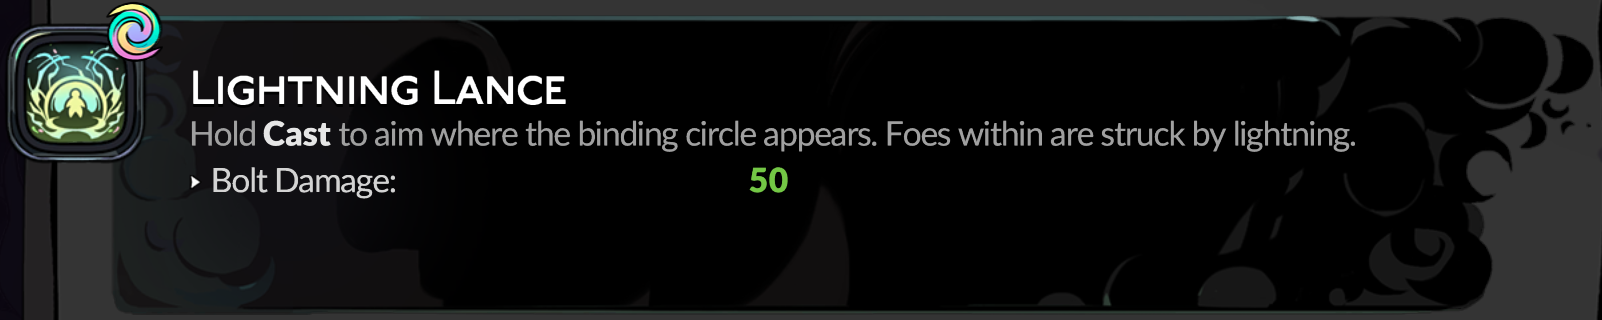 Lightning Lance
Hold Cast to aim where the binding circle appears. Foes within are struck by lightning.
▸ Bolt Damage: 50